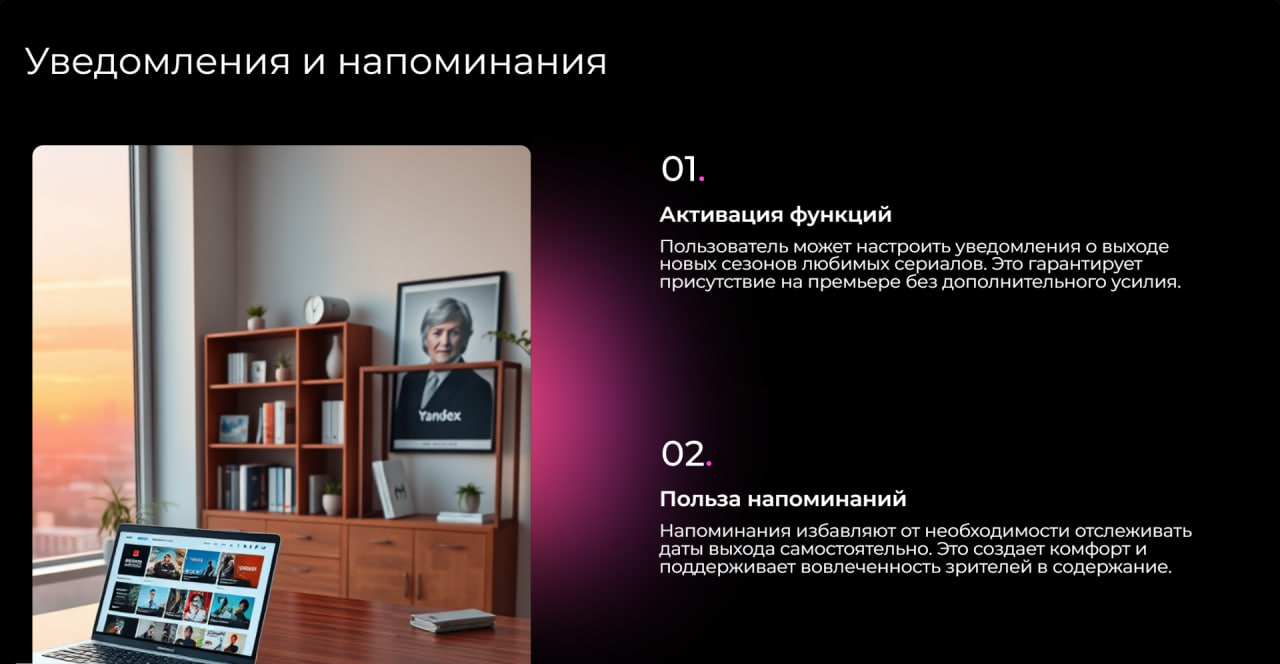 Уведомления и напоминания
01.
Активация функций
Пользователь может настроить уведомления о выходе
новых сезонов любимых сериалов. Это гарантирует
присутствие на премьере без дополнительного усилия.
Yandex
02.
Польза напоминаний
Напоминания избавляют от необходимости отслеживать
даты выхода самостоятельно. Это создает комфорт и
поддерживает вовлеченность зрителей в содержание.